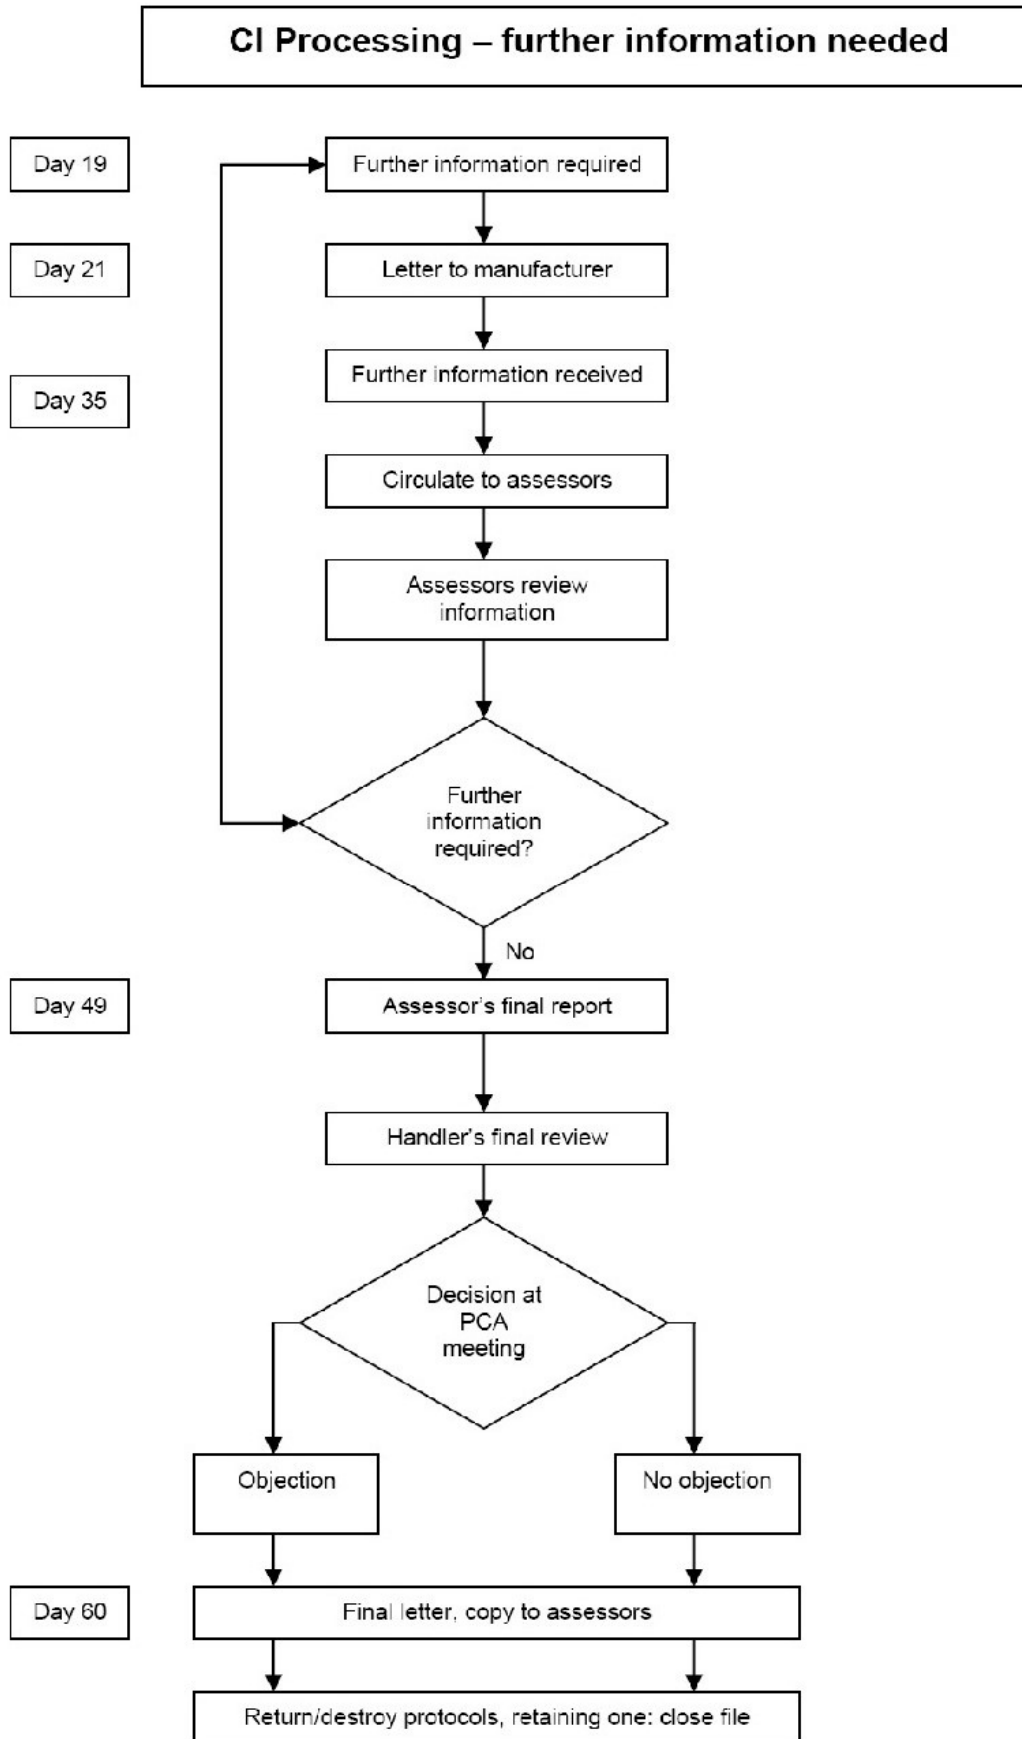 CI Processing – further information needed
Day 19
Further information required
Day 21
Letter to manufacturer
Further information received
Day 35
Circulate to assessors
Assessors review
information
Further
information
required?
No
Day 49
Assessor's final report
Handler's final review
Decision at
PCA
meeting
Objection
No objection
Day 60
Final letter, copy to assessors
Return/destroy protocols, retaining one: close file